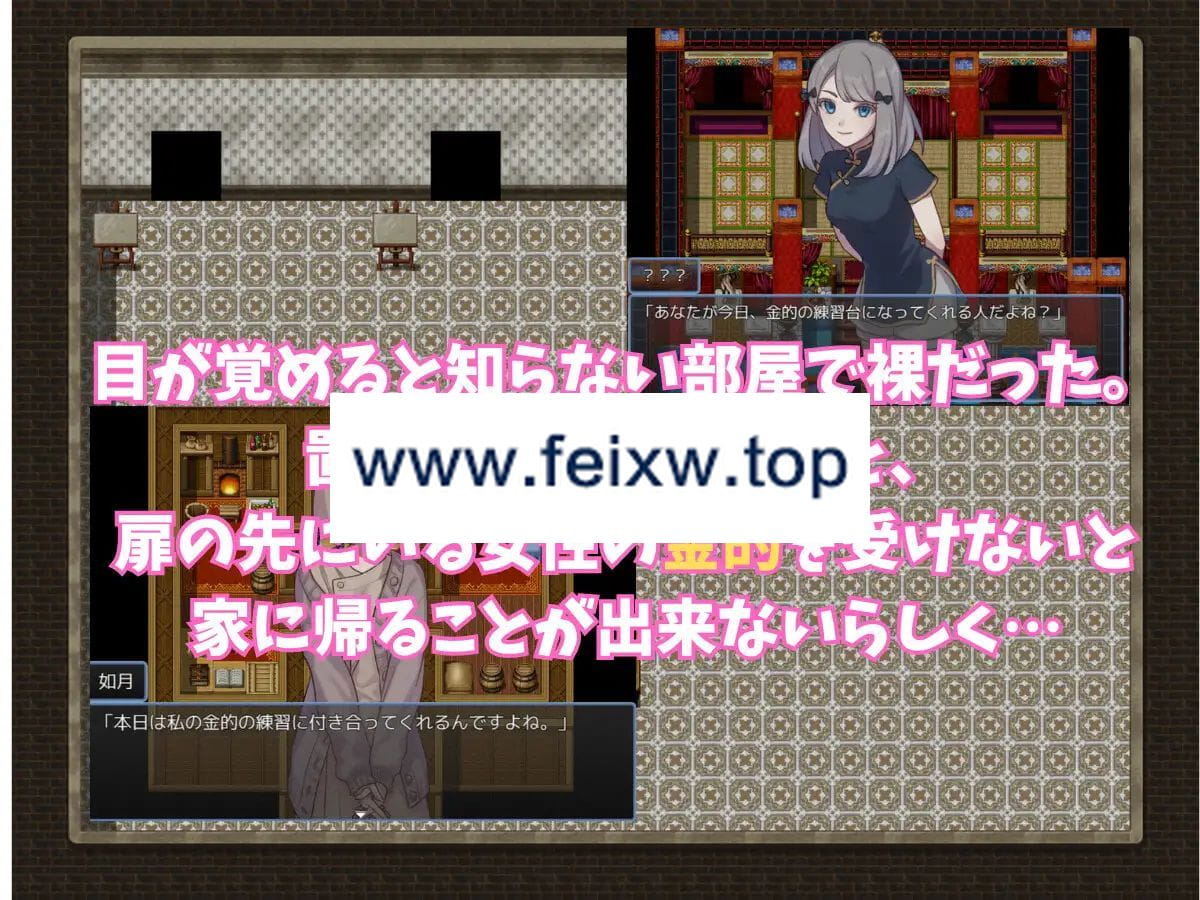 ???
「あなたが今日、金的の練習台になってくれる人だよね？」
目が覚めると知らない部屋で裸だった。
www.feixw.top
扉の先にいる女性の金的を受けないと
家に帰ることが出来ないらしく…
如月
「本日は私の金的の練習に付き合ってくれるんですよね。」